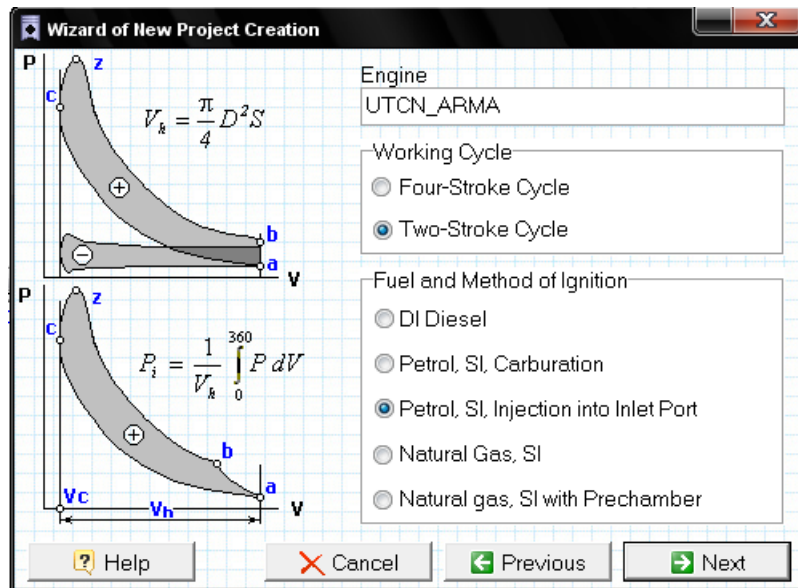 Wizard of New Project Creation
P
z
c
V_k = π/4 D²S
+
−
b
a
V
P
z
c
P_i = 1/V_k ∫₀³⁶⁰ P dV
+
b
a
Vc
Vh
V
Engine
UTCN_ARMA
Working Cycle
Four-Stroke Cycle
Two-Stroke Cycle
Fuel and Method of Ignition
DI Diesel
Petrol, SI, Carburation
Petrol, SI, Injection into Inlet Port
Natural Gas, SI
Natural gas, SI with Prechamber
? Help
Cancel
Previous
Next